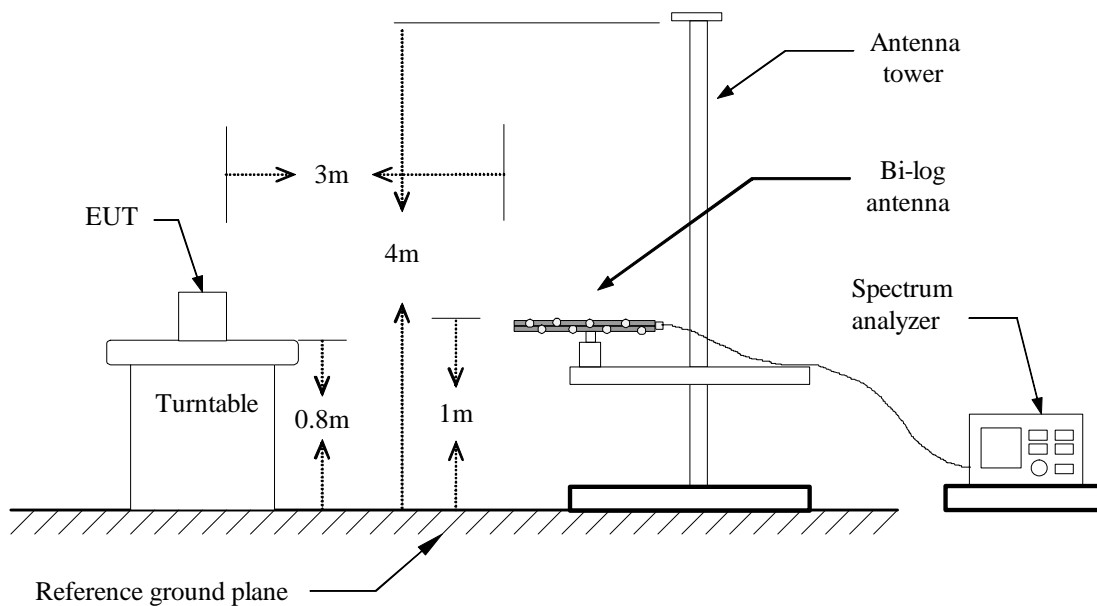 Antenna
tower
3m
Bi-log
antenna
EUT
4m
Spectrum
analyzer
Turntable
0.8m
1m
Reference ground plane